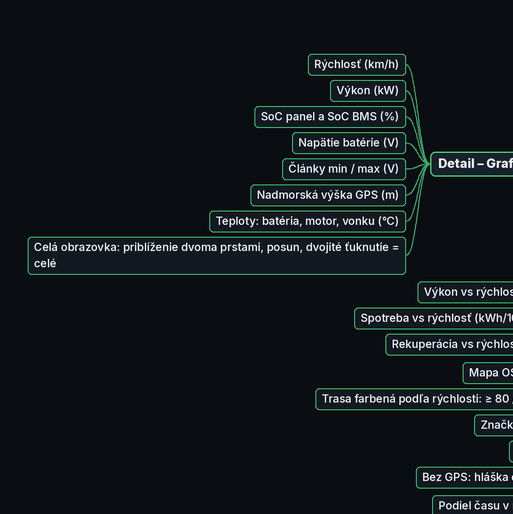 Rýchlosť (km/h)
Výkon (kW)
SoC panel a SoC BMS (%)
Napätie batérie (V)
Detail – Graf
Články min / max (V)
Nadmorská výška GPS (m)
Teploty: batéria, motor, vonku (°C)
Celá obrazovka: priblíženie dvoma prstami, posun, dvojité ťuknutie =
celé
Výkon vs rýchlos
Spotreba vs rýchlosť (kWh/10
Rekuperácia vs rýchlos
Mapa OS
Trasa farbená podľa rýchlosti: ≥ 80
Značk
Bez GPS: hláška
Podiel času v